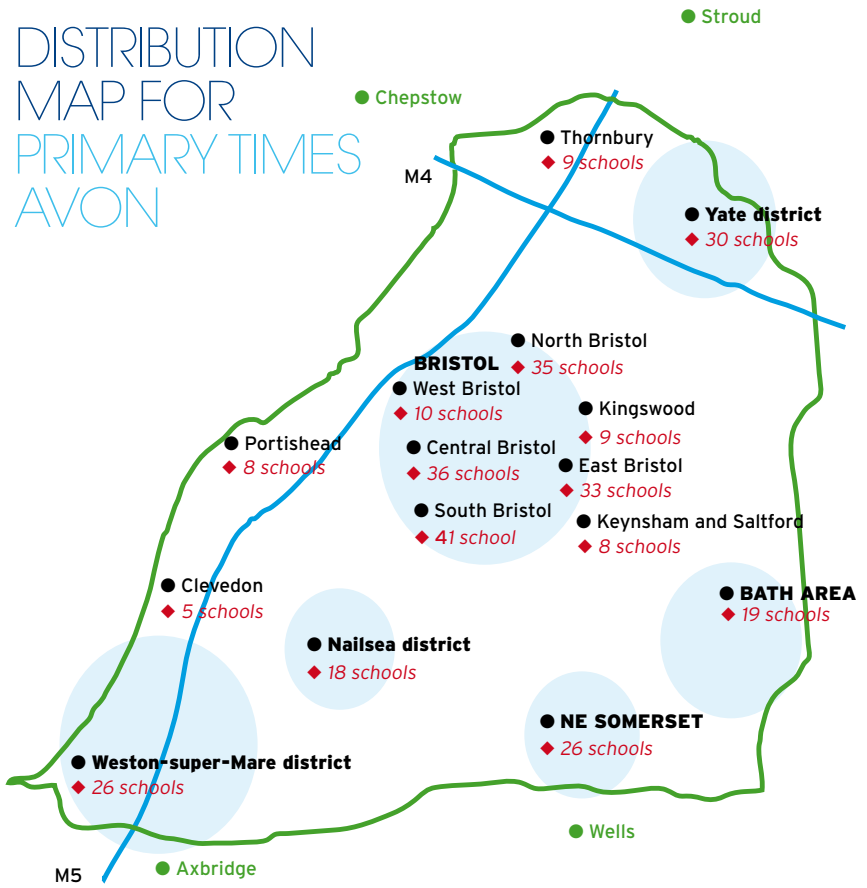 DISTRIBUTION
MAP FOR
PRIMARY TIMES
AVON
Stroud
Chepstow
Thornbury
9 schools
M4
Yate district
30 schools
North Bristol
35 schools
BRISTOL
West Bristol
10 schools
Kingswood
9 schools
Portishead
8 schools
Central Bristol
36 schools
East Bristol
33 schools
South Bristol
41 school
Keynsham and Saltford
8 schools
Clevedon
5 schools
BATH AREA
19 schools
Nailsea district
18 schools
NE SOMERSET
26 schools
Weston-super-Mare district
26 schools
Wells
Axbridge
M5